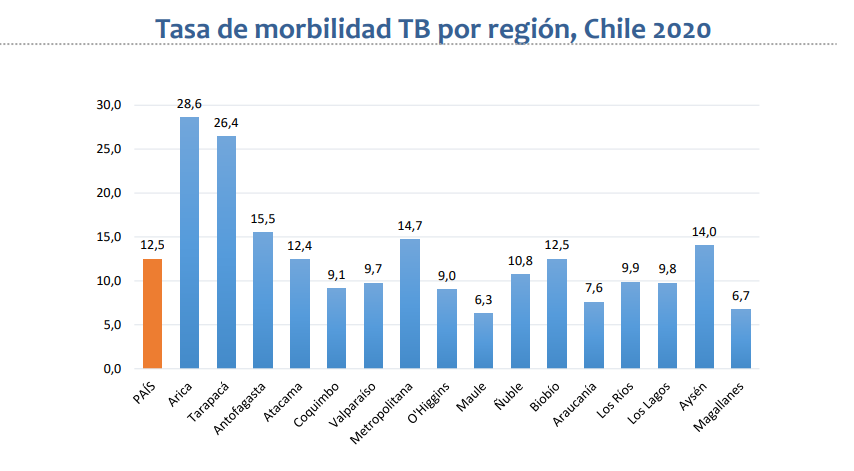 Tasa de morbilidad TB por región, Chile 2020
30,0
25,0
20,0
15,0
10,0
5,0
0,0
12,5
28,6
26,4
15,5
12,4
9,1
9,7
14,7
9,0
6,3
10,8
12,5
7,6
9,9
9,8
14,0
6,7
PAÍS
Arica
Tarapacá
Antofagasta
Atacama
Coquimbo
Valparaíso
Metropolitana
O'Higgins
Maule
Ñuble
Biobío
Araucanía
Los Ríos
Los Lagos
Aysén
Magallanes